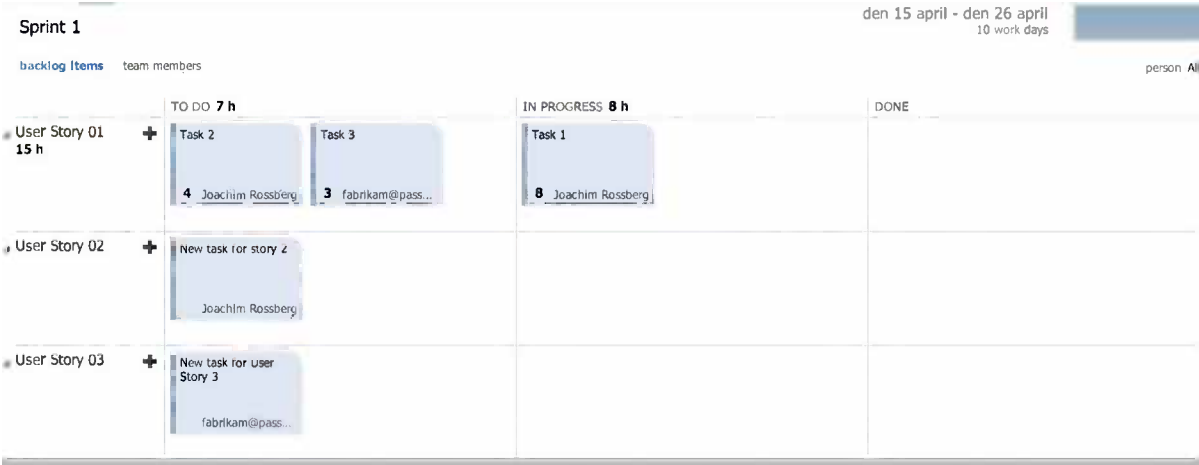 Sprint 1
den 15 april - den 26 april
10 work days
backlog items team members
person All
TO DO 7 h
IN PROGRESS 8 h
DONE
User Story 01
15 h
Task 2
4 Joachim Rossberg
Task 3
3 fabrikam@pass...
Task 1
8 Joachim Rossberg
User Story 02
New task for story 2
Joachim Rossberg
User Story 03
New task for User
Story 3
fabrikam@pass...